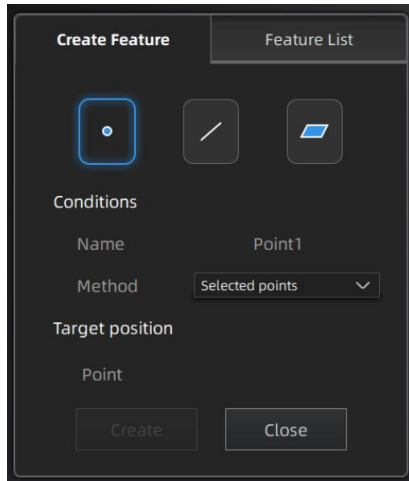 Create Feature Feature List
Conditions
Name Point1
Method Selected points
Target position
Point
Create Close